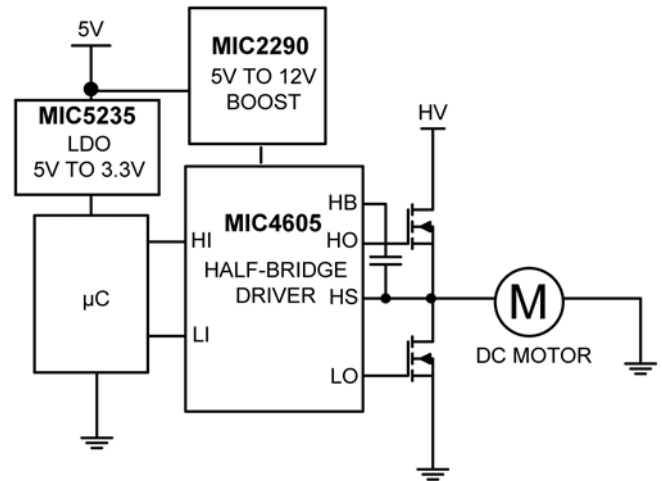 5V
MIC2290
5V TO 12V
BOOST
MIC5235
LDO
5V TO 3.3V
HV
µC
HI
LI
MIC4605
HALF-BRIDGE
DRIVER
HB
HO
HS
LO
M
DC MOTOR